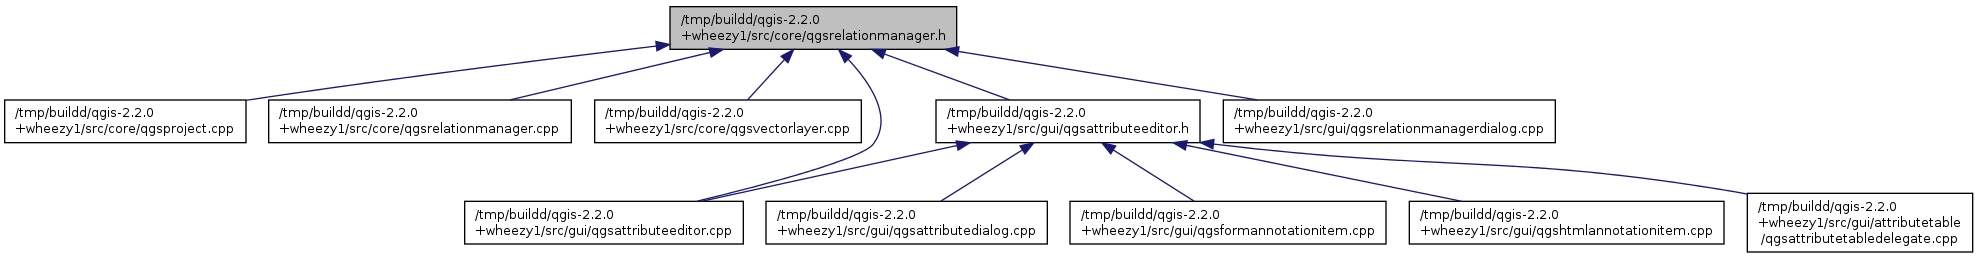 /tmp/buildd/qgis-2.2.0
+wheezy1/src/core/qgsrelationmanager.h
/tmp/buildd/qgis-2.2.0
+wheezy1/src/core/qgsproject.cpp
/tmp/buildd/qgis-2.2.0
+wheezy1/src/core/qgsrelationmanager.cpp
/tmp/buildd/qgis-2.2.0
+wheezy1/src/core/qgsvectorlayer.cpp
/tmp/buildd/qgis-2.2.0
+wheezy1/src/gui/qgsattributeeditor.h
/tmp/buildd/qgis-2.2.0
+wheezy1/src/gui/qgsrelationmanagerdialog.cpp
/tmp/buildd/qgis-2.2.0
+wheezy1/src/gui/qgsattributeeditor.cpp
/tmp/buildd/qgis-2.2.0
+wheezy1/src/gui/qgsattributedialog.cpp
/tmp/buildd/qgis-2.2.0
+wheezy1/src/gui/qgsformannotationitem.cpp
/tmp/buildd/qgis-2.2.0
+wheezy1/src/gui/qgshtmlannotationitem.cpp
/tmp/buildd/qgis-2.2.0
+wheezy1/src/gui/attributetable
/qgsattributetabledelegate.cpp